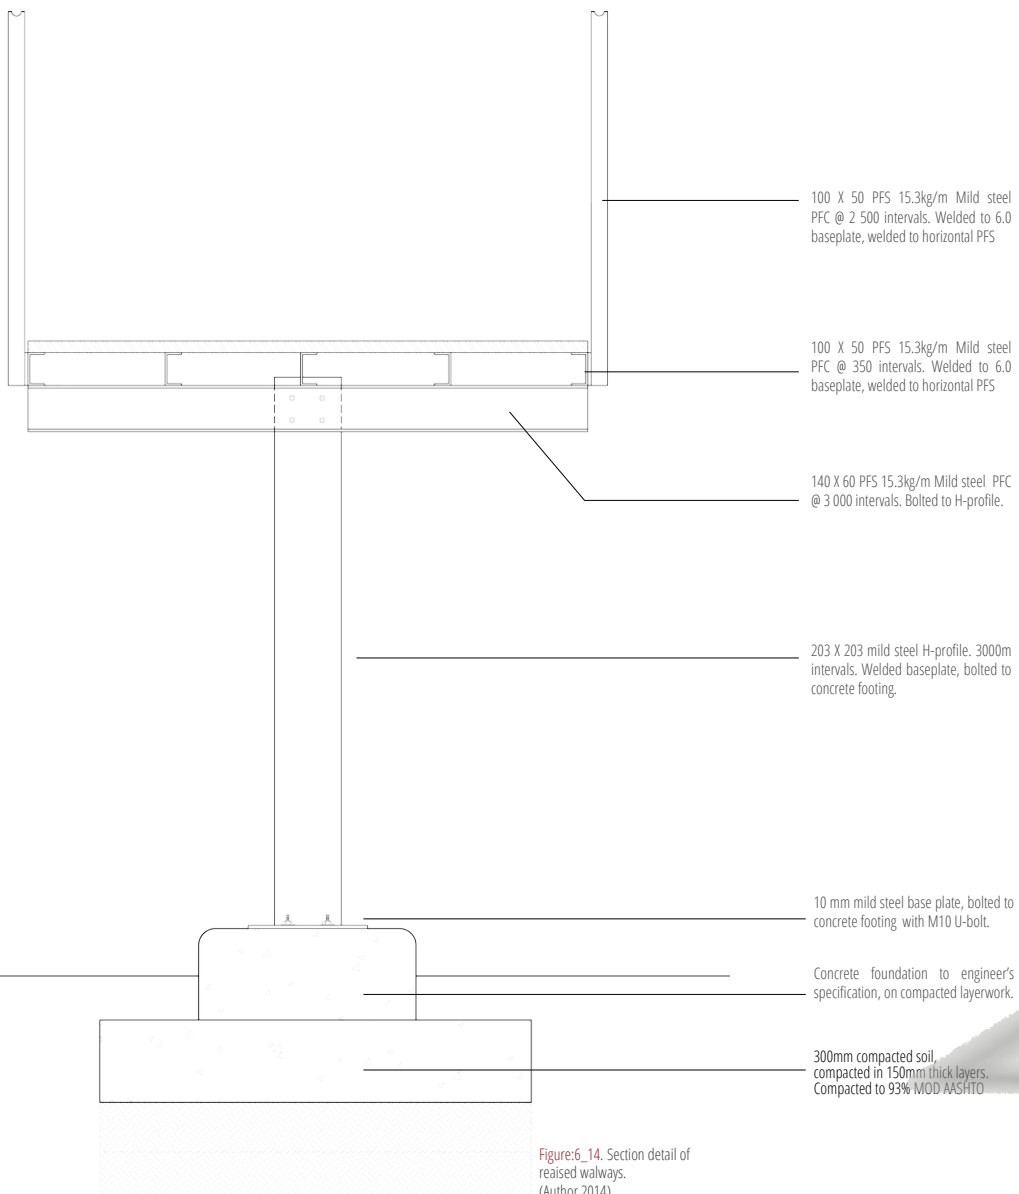 100 X 50 PFS 15.3kg/m Mild steel
PFC @ 2 500 intervals. Welded to 6.0
baseplate, welded to horizontal PFS
100 X 50 PFS 15.3kg/m Mild steel
PFC @ 350 intervals. Welded to 6.0
baseplate, welded to horizontal PFS
140 X 60 PFS 15.3kg/m Mild steel PFC
@ 3 000 intervals. Bolted to H-profile.
203 X 203 mild steel H-profile. 3000m
intervals. Welded baseplate, bolted to
concrete footing.
10 mm mild steel base plate, bolted to
concrete footing with M10 U-bolt.
Concrete foundation to engineer's
specification, on compacted layerwork.
300mm compacted soil,
compacted in 150mm thick layers.
Compacted to 93% MOD AASHTO
Figure:6_14. Section detail of
reaised walways.
(Author 2014)